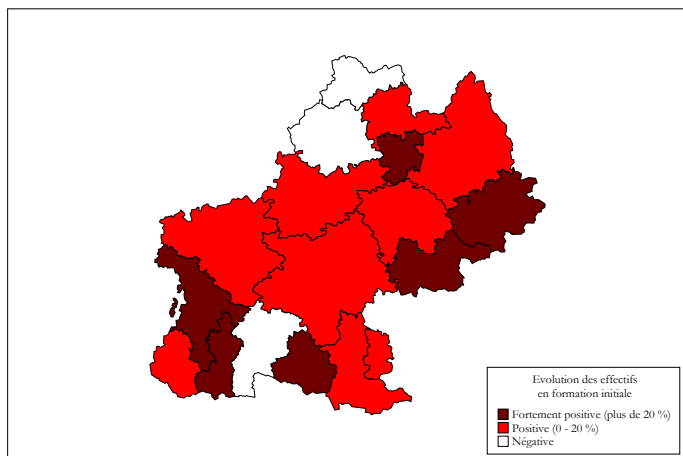 Evolution des effectifs
en formation initiale
Fortement positive (plus de 20 %)
Positive (0 - 20 %)
Négative